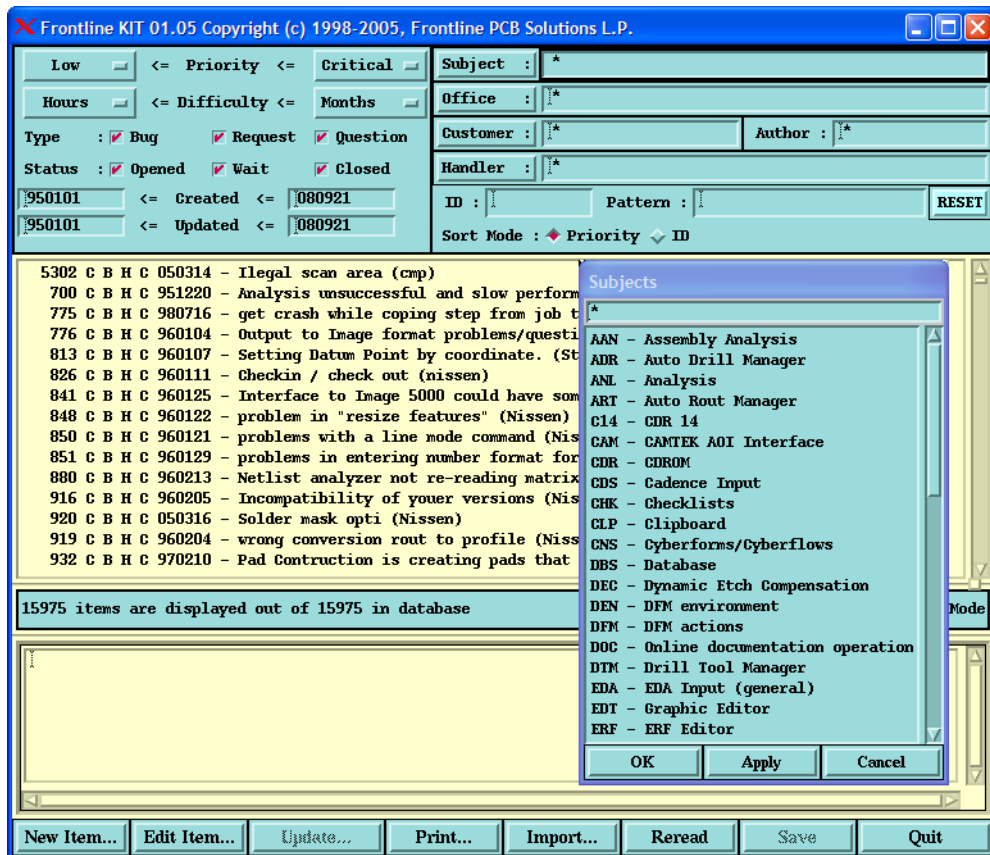 Frontline KIT 01.05 Copyright (c) 1998-2005, Frontline PCB Solutions L.P.
Low <= Priority <= Critical
Hours <= Difficulty <= Months
Type : Bug Request Question
Status : Opened Wait Closed
950101 <= Created <= 080921
950101 <= Updated <= 080921
Subject : *
Office : *
Customer : * Author : *
Handler : *
ID : Pattern : RESET
Sort Mode : Priority ID
5302 C B H C 050314 - Ilegal scan area (cmp)
700 C B H C 951220 - Analysis unsuccessful and slow perform
775 C B H C 980716 - get crash while coping step from job t
776 C B H C 960104 - Output to Image format problems/questi
813 C B H C 960107 - Setting Datum Point by coordinate. (St
826 C B H C 960111 - Checkin / check out (nissen)
841 C B H C 960125 - Interface to Image 5000 could have som
848 C B H C 960122 - problem in "resize features" (Nissen)
850 C B H C 960121 - problems with a line mode command (Nis
851 C B H C 960129 - problems in entering number format for
880 C B H C 960213 - Netlist analyzer not re-reading matrix
916 C B H C 960205 - Incompatibility of youer versions (Nis
920 C B H C 050316 - Solder mask opti (Nissen)
919 C B H C 960204 - wrong conversion rout to profile (Niss
932 C B H C 970210 - Pad Contruction is creating pads that
15975 items are displayed out of 15975 in database
Mode
Subjects
*
AAN - Assembly Analysis
ADR - Auto Drill Manager
ANL - Analysis
ART - Auto Rout Manager
C14 - CDR 14
CAM - CAMTEK AOI Interface
CDR - CDROM
CDS - Cadence Input
CHK - Checklists
CLP - Clipboard
CNS - Cyberforms/Cyberflows
DBS - Database
DEC - Dynamic Etch Compensation
DEN - DFM environment
DFM - DFM actions
DOC - Online documentation operation
DTM - Drill Tool Manager
EDA - EDA Input (general)
EDT - Graphic Editor
ERF - ERF Editor
OK Apply Cancel
New Item... Edit Item... Update... Print... Import... Reread Save Quit